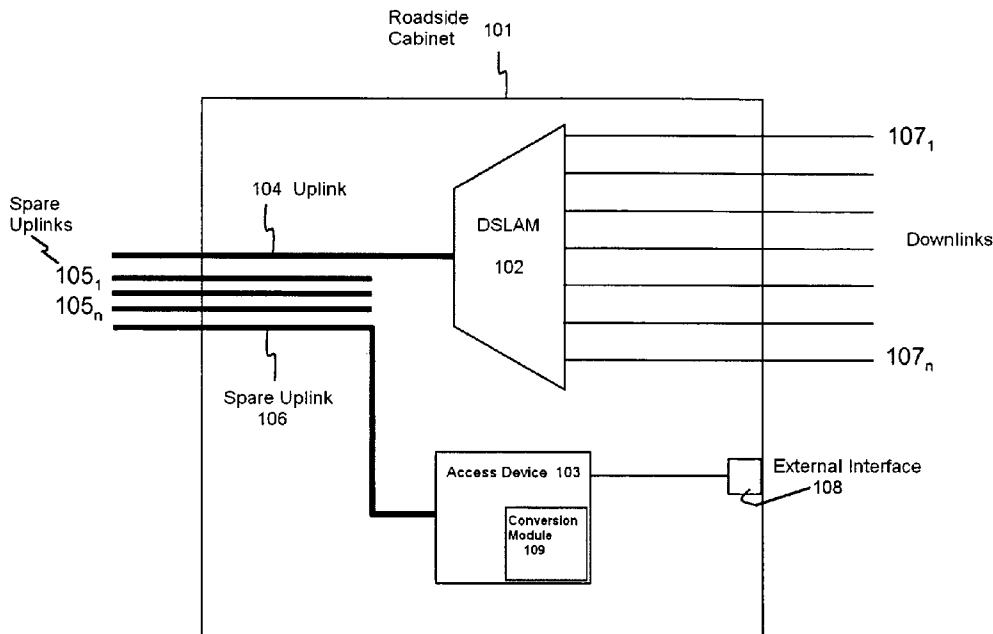 Roadside
Cabinet 101
104 Uplink
Spare
Uplinks
105₁
105ₙ
Spare Uplink
106
DSLAM
102
107₁
Downlinks
107ₙ
Access Device 103
Conversion
Module
109
External Interface
108